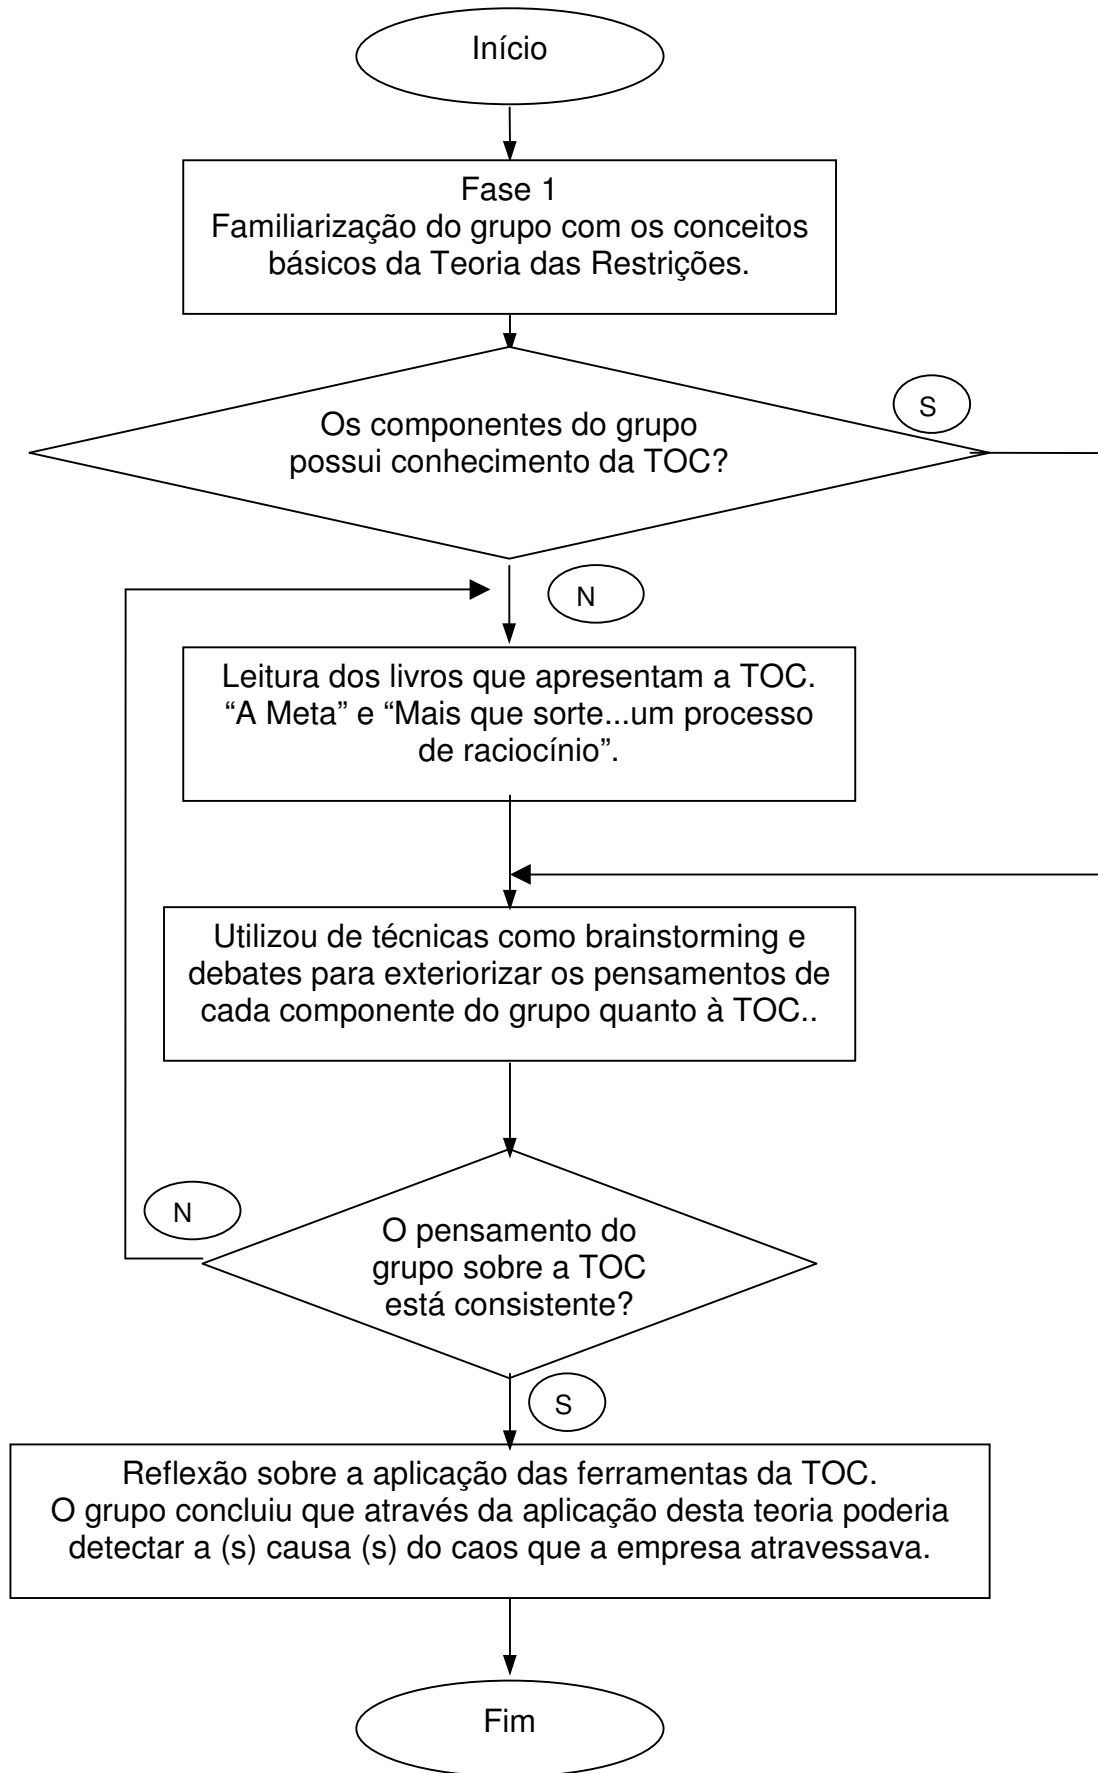 Início
Fase 1
Familiarização do grupo com os conceitos
básicos da Teoria das Restrições.
S
Os componentes do grupo
possui conhecimento da TOC?
N
Leitura dos livros que apresentam a TOC.
“A Meta” e “Mais que sorte...um processo
de raciocínio”.
Utilizou de técnicas como brainstorming e
debates para exteriorizar os pensamentos de
cada componente do grupo quanto à TOC..
N
O pensamento do
grupo sobre a TOC
está consistente?
S
Reflexão sobre a aplicação das ferramentas da TOC.
O grupo concluiu que através da aplicação desta teoria poderia
detectar a (s) causa (s) do caos que a empresa atravessava.
Fim